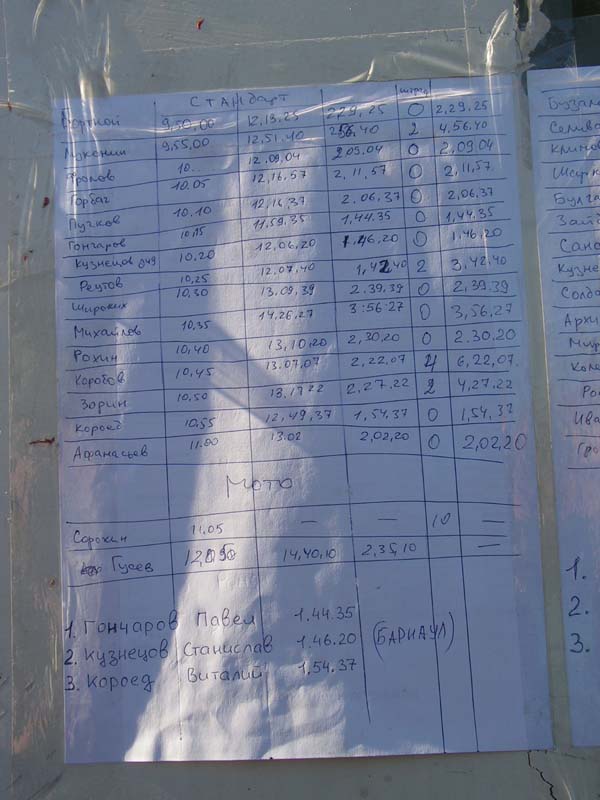 СТАНДАРТ штраф
Бортной 9,50,00 12,19,25 2,29,25 0 2,29.25
Муконин 9,55,00 12,51,40 2,56,40 2 4,56.40
Фролов 10... 12,09,04 2,09.04 0 2,09.04
Горбач 10.05 12,16,57 2,11,57 0 2,11,57
Пучков 10.10 12,16,37 2.06,37 0 2,06,37
Гончаров 10,15 11,59,35 1,44.35 0 1,44.35
Кузнецов 10,20 12,06,20 1,46,20 0 1,46.20
Реутов 10,25 12,07,40 1,42,40 2 3,42.40
Широких 10,30 13,09,39 2.39.39 0 2,39.39
Михайлов 10,35 14,26-27 3:56-27 0 3,56,27
Рохин 10,40 13,10,20 2,30,20 0 2.30.20
Коробов 10,45 13.07,07 2,22,07 4 6,22,07.
Зорин 10,50 13,17,22 2,27.22 2 4,27.22
Короед 10.55 12,49,37 1,54,37 0 1,54,37
Афанасьев 11.00 13.02 2,02,20 0 2,02,20
МОТО
Сорокин 11,05 — — 10 —
Гусев 14,40,10 2,35,10 —
1. Гончаров Павел 1.44.35
2. Кузнецов Станислав 1.46.20 (БАРНАУЛ)
3. Короед Виталий 1,54.37
Кузне
Солда
Архи
Ива
1.
2.
3.